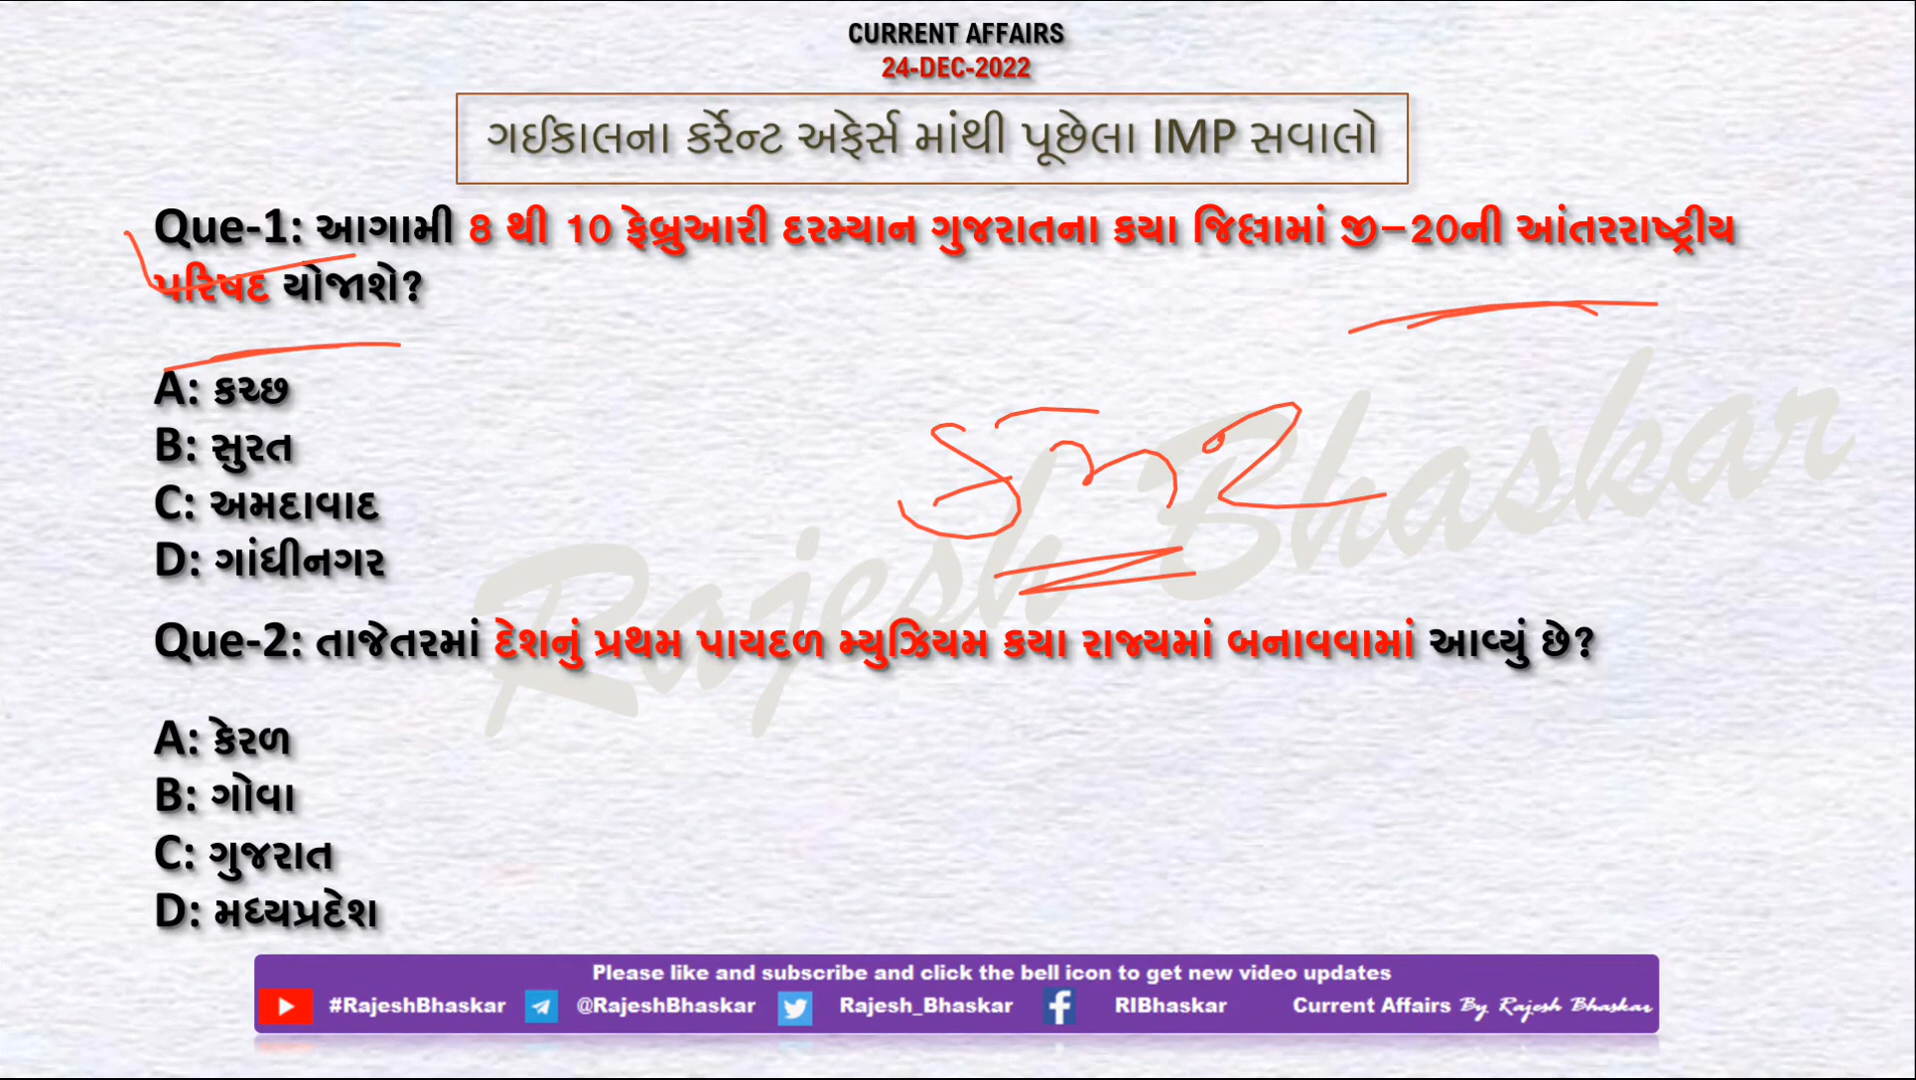 CURRENT AFFAIRS
24-DEC-2022
ગઈકાલના કર્રેન્ટ અફેર્સ માંથી પૂછેલા IMP સવાલો
Que-1: આગામી 8 થી 10 ફેબ્રુઆરી દરમ્યાન ગુજરાતના કયા જિલ્લામાં જી-20ની આંતરરાષ્ટ્રીય
પરિષદ યોજાશે?
A: કચ્છ
B: સુરત
C: અમદાવાદ
D: ગાંધીનગર
Rajesh Bhaskar
Que-2: તાજેતરમાં દેશનું પ્રથમ પાયદળ મ્યુઝિયમ કયા રાજ્યમાં બનાવવામાં આવ્યું છે?
A: કેરળ
B: ગોવા
C: ગુજરાત
D: મધ્યપ્રદેશ
Please like and subscribe and click the bell icon to get new video updates
#RajeshBhaskar @RajeshBhaskar Rajesh_Bhaskar RIBhaskar Current Affairs By Rajesh Bhaskar